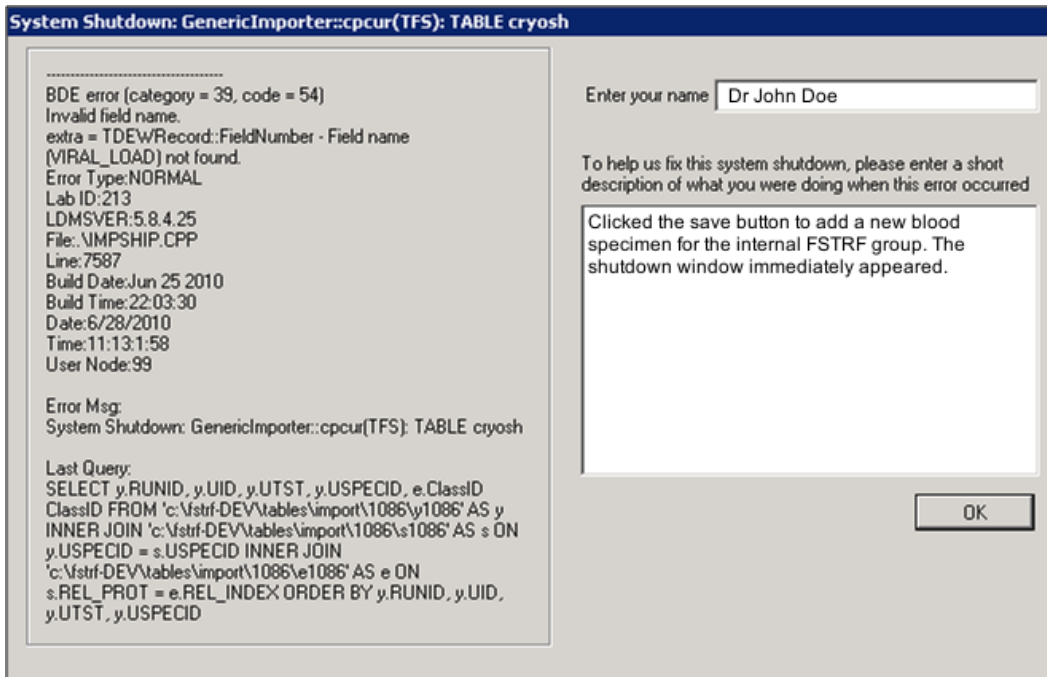 System Shutdown: GenericImporter::cpcur(TFS): TABLE cryosh
-------------------------------------
BDE error (category = 39, code = 54)
Invalid field name.
extra = TDEWRecord::FieldNumber - Field name
(VIRAL_LOAD) not found.
Error Type:NORMAL
Lab ID:213
LDMSVER:5.8.4.25
File:.\IMPSHIP.CPP
Line:7587
Build Date:Jun 25 2010
Build Time:22:03:30
Date:6/28/2010
Time:11:13:1:58
User Node:99
Error Msg:
System Shutdown: GenericImporter::cpcur(TFS): TABLE cryosh
Last Query:
SELECT y.RUNID, y.UID, y.UTST, y.USPECID, e.ClassID
ClassID FROM 'c:\fstrf-DEV\tables\import\1086\y1086' AS y
INNER JOIN 'c:\fstrf-DEV\tables\import\1086\s1086' AS s ON
y.USPECID = s.USPECID INNER JOIN
'c:\fstrf-DEV\tables\import\1086\e1086' AS e ON
s.REL_PROT = e.REL_INDEX ORDER BY y.RUNID, y.UID,
y.UTST, y.USPECID
Enter your name
Dr John Doe
To help us fix this system shutdown, please enter a short
description of what you were doing when this error occurred
Clicked the save button to add a new blood
specimen for the internal FSTRF group. The
shutdown window immediately appeared.
OK